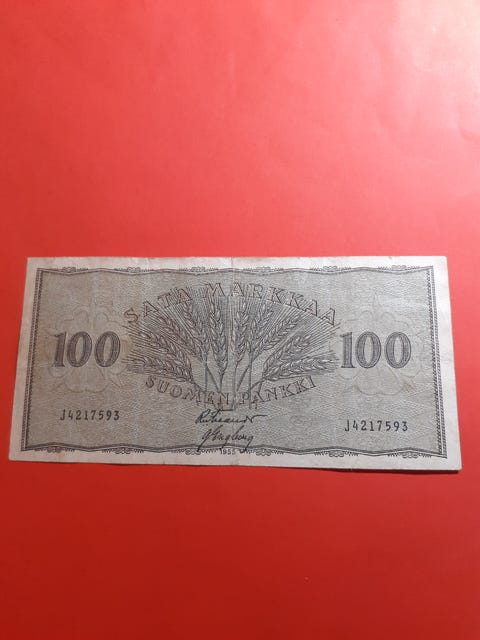 SATA MARKKAA
100 100
SUOMEN PANKKI
J4217593
J4217593
1955